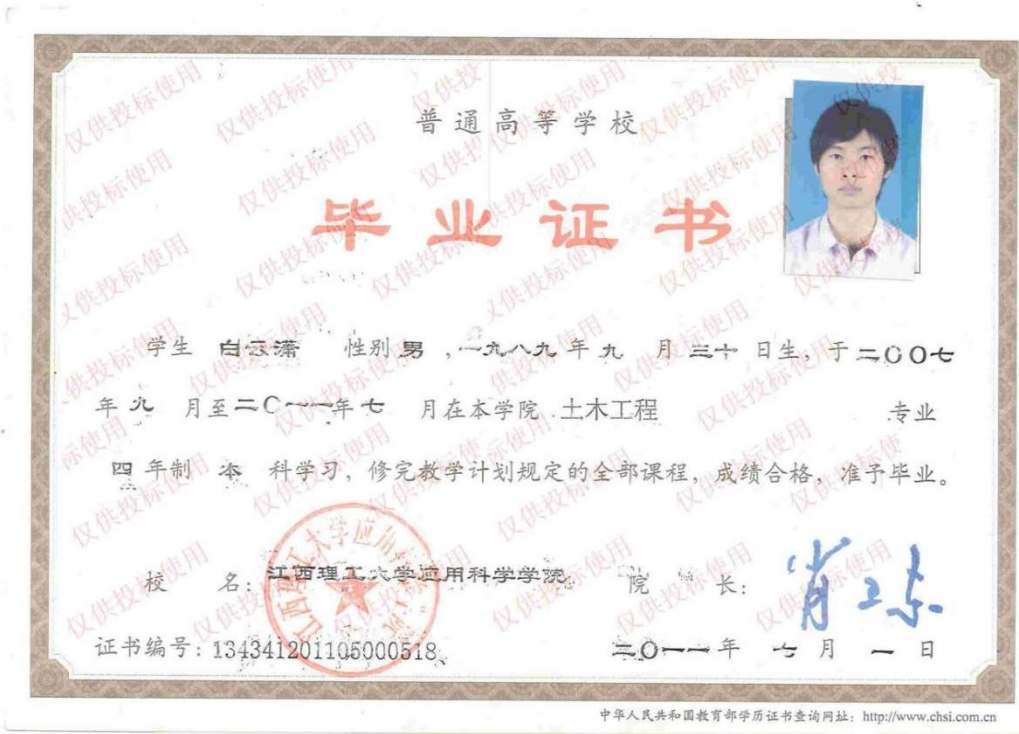 普通高等学校
毕业证书
学生 白云潇 性别 男 ，一九八九 年 九 月 三十 日生，于 二〇〇七
年 九 月至 二〇一一 年 七 月在本学院 土木工程 专业
四 年制 本 科学习，修完教学计划规定的全部课程，成绩合格，准予毕业。
校 名：江西理工大学应用科学学院 院 长：
证书编号：134341201105000518 二〇一一 年 七 月 一 日
中华人民共和国教育部学历证书查询网址：http://www.chsi.com.cn
仅供投标使用